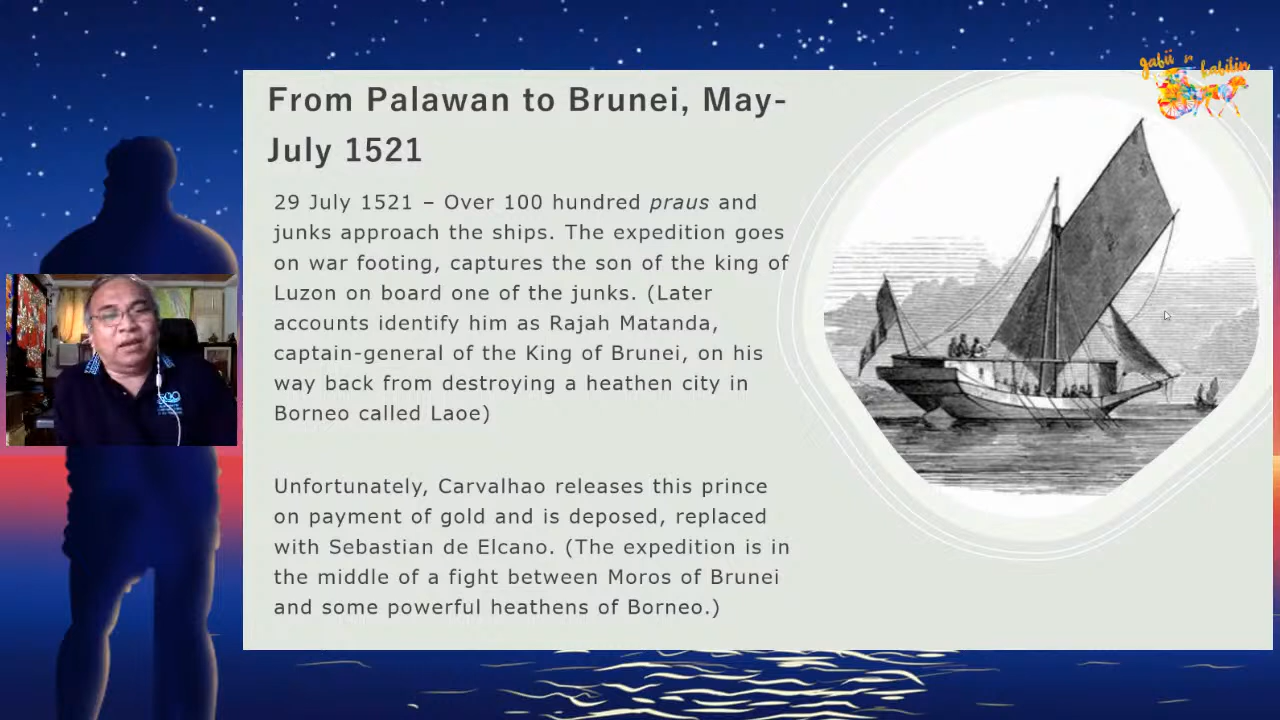 gabii n kabilin
From Palawan to Brunei, May-
July 1521
29 July 1521 – Over 100 hundred praus and
junks approach the ships. The expedition goes
on war footing, captures the son of the king of
Luzon on board one of the junks. (Later
accounts identify him as Rajah Matanda,
captain-general of the King of Brunei, on his
way back from destroying a heathen city in
Borneo called Laoe)
Unfortunately, Carvalhao releases this prince
on payment of gold and is deposed, replaced
with Sebastian de Elcano. (The expedition is in
the middle of a fight between Moros of Brunei
and some powerful heathens of Borneo.)